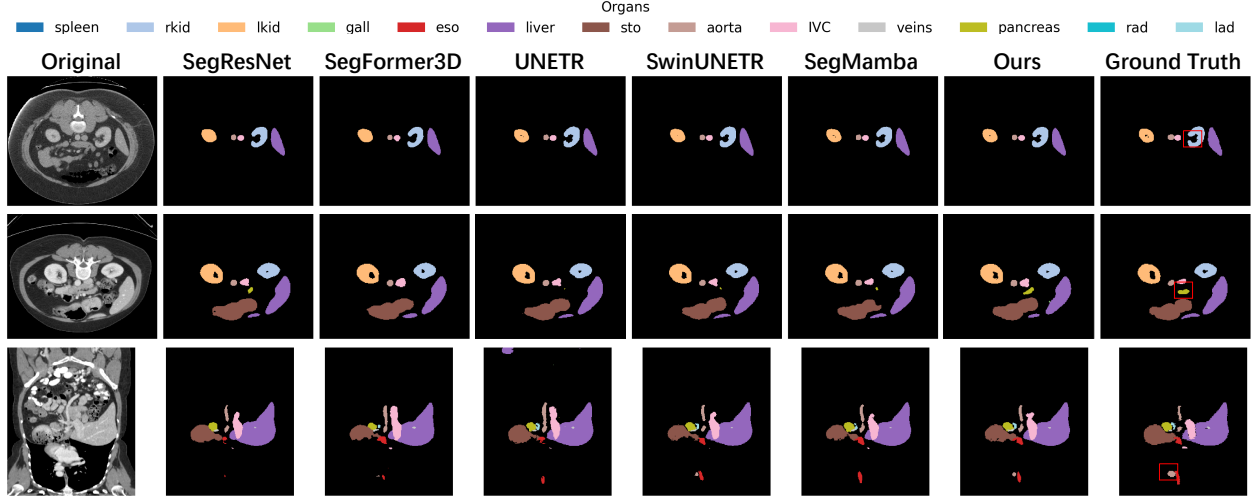 Organs
spleen rkid lkid gall eso liver sto aorta IVC veins pancreas rad lad
Original SegResNet SegFormer3D UNETR SwinUNETR SegMamba Ours Ground Truth